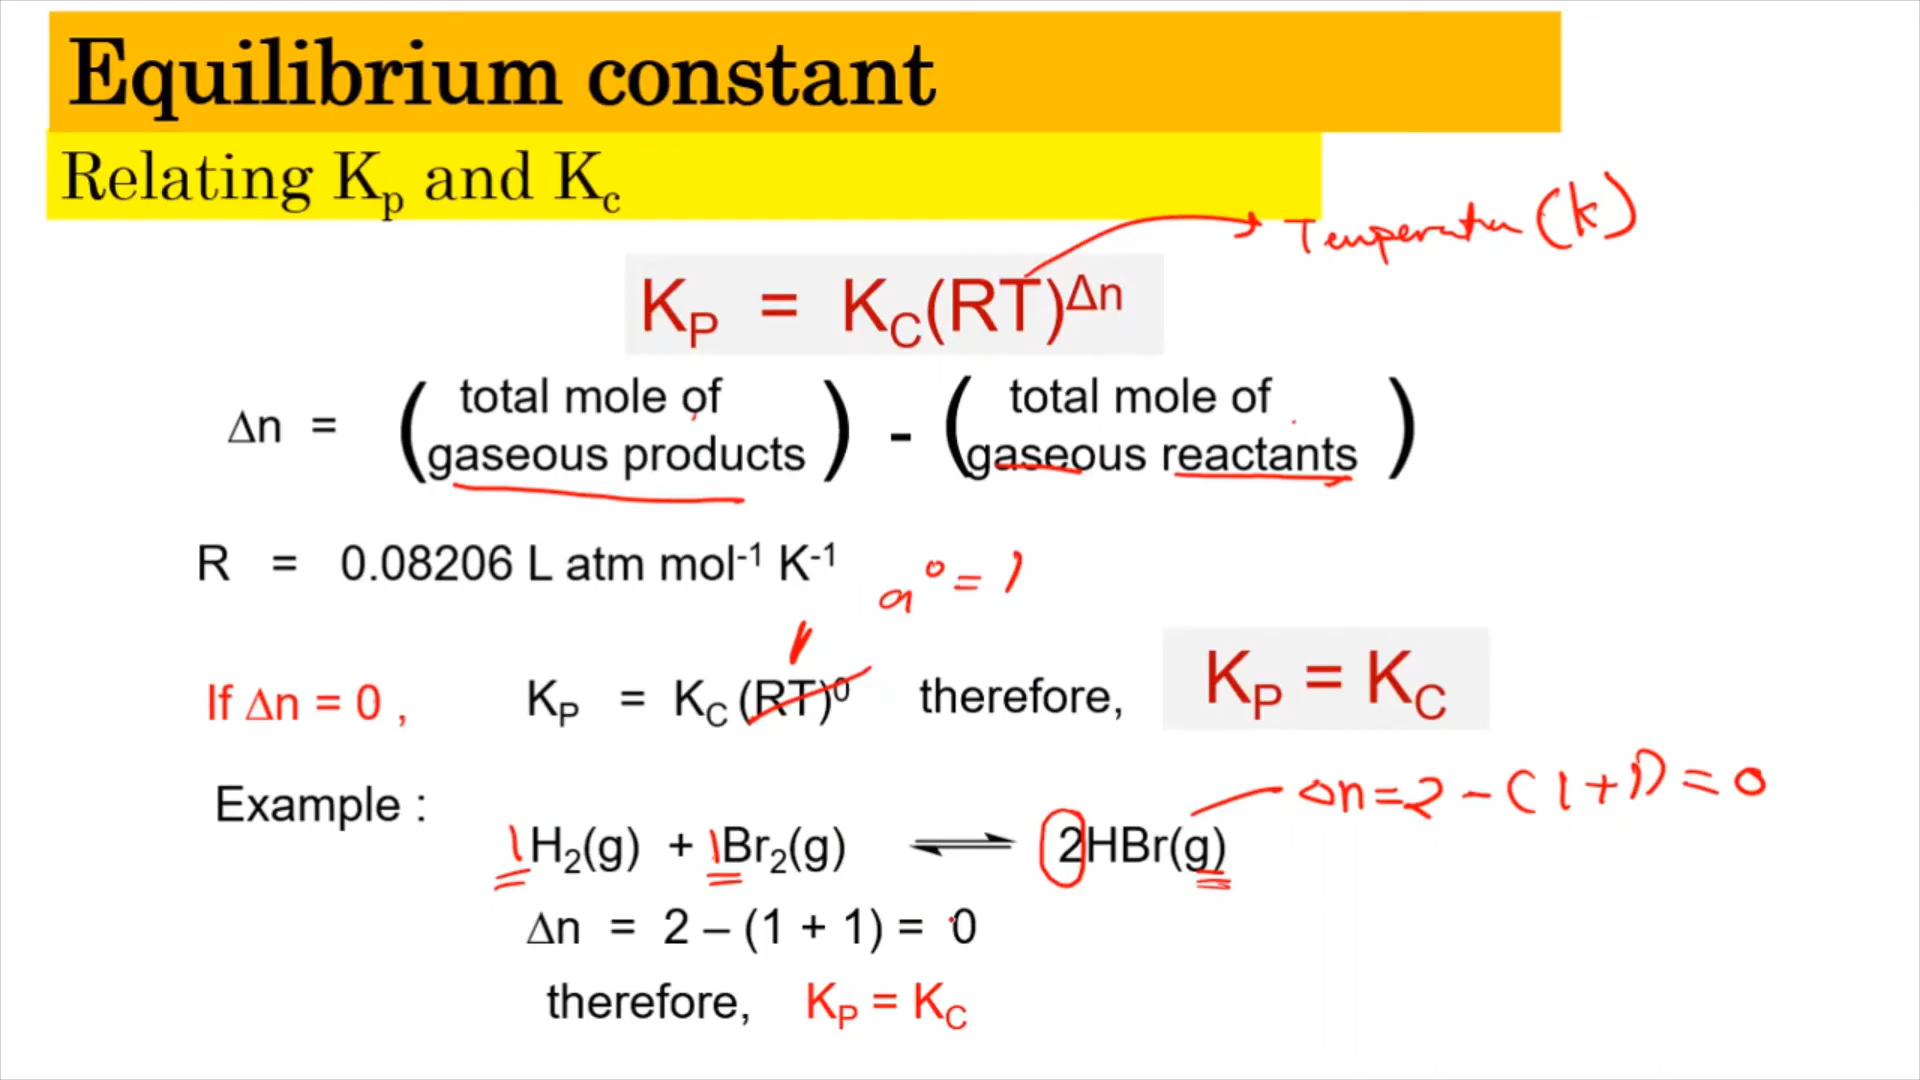 Equilibrium constant
Relating Kp and Kc
Temperature (K)
KP = KC(RT)^Δn
Δn = (total mole of gaseous products) - (total mole of gaseous reactants)
R = 0.08206 L atm mol-1 K-1
a⁰ = 1
If Δn = 0 , KP = KC (RT)⁰ therefore, KP = KC
Δn = 2 - (1 + 1) = 0
Example :
1H2(g) + 1Br2(g) ⇌ 2HBr(g)
Δn = 2 – (1 + 1) = 0
therefore, KP = KC